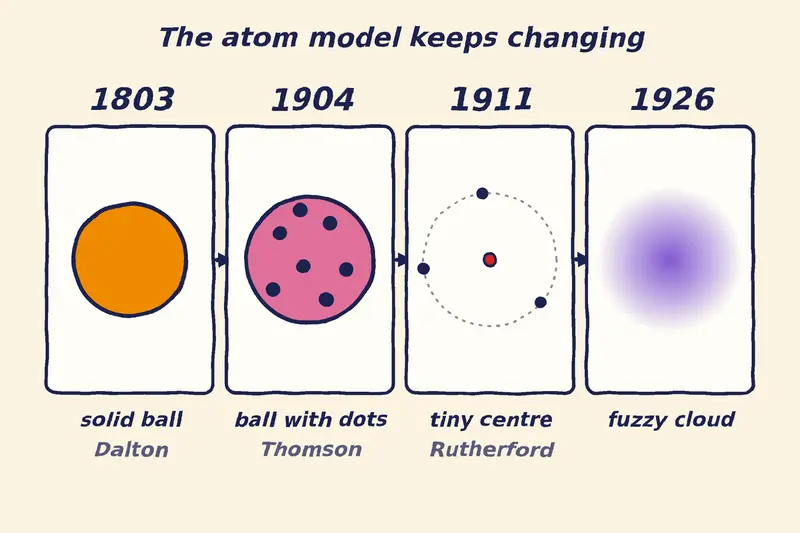 The atom model keeps changing
1803
1904
1911
1926
solid ball
ball with dots
tiny centre
fuzzy cloud
Dalton
Thomson
Rutherford